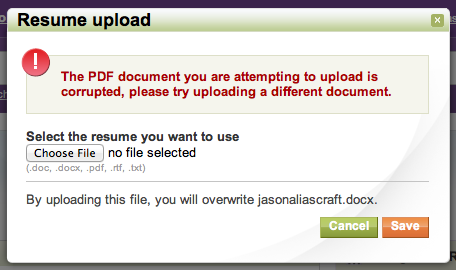 Resume upload
The PDF document you are attempting to upload is
corrupted, please try uploading a different document.
Select the resume you want to use
Choose File no file selected
(.doc, .docx, .pdf, .rtf, .txt)
By uploading this file, you will overwrite jasonaliascraft.docx.
Cancel Save